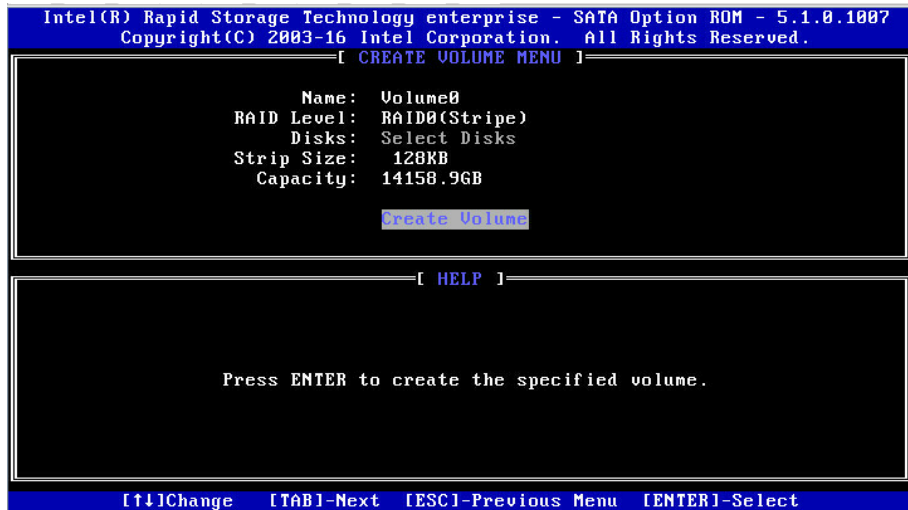 Intel(R) Rapid Storage Technology enterprise - SATA Option ROM - 5.1.0.1007
Copyright(C) 2003-16 Intel Corporation. All Rights Reserved.
[ CREATE VOLUME MENU ]
Name: Volume0
RAID Level: RAID0(Stripe)
Disks: Select Disks
Strip Size: 128KB
Capacity: 14158.9GB
Create Volume
[ HELP ]
Press ENTER to create the specified volume.
[↑↓]Change [TAB]-Next [ESC]-Previous Menu [ENTER]-Select